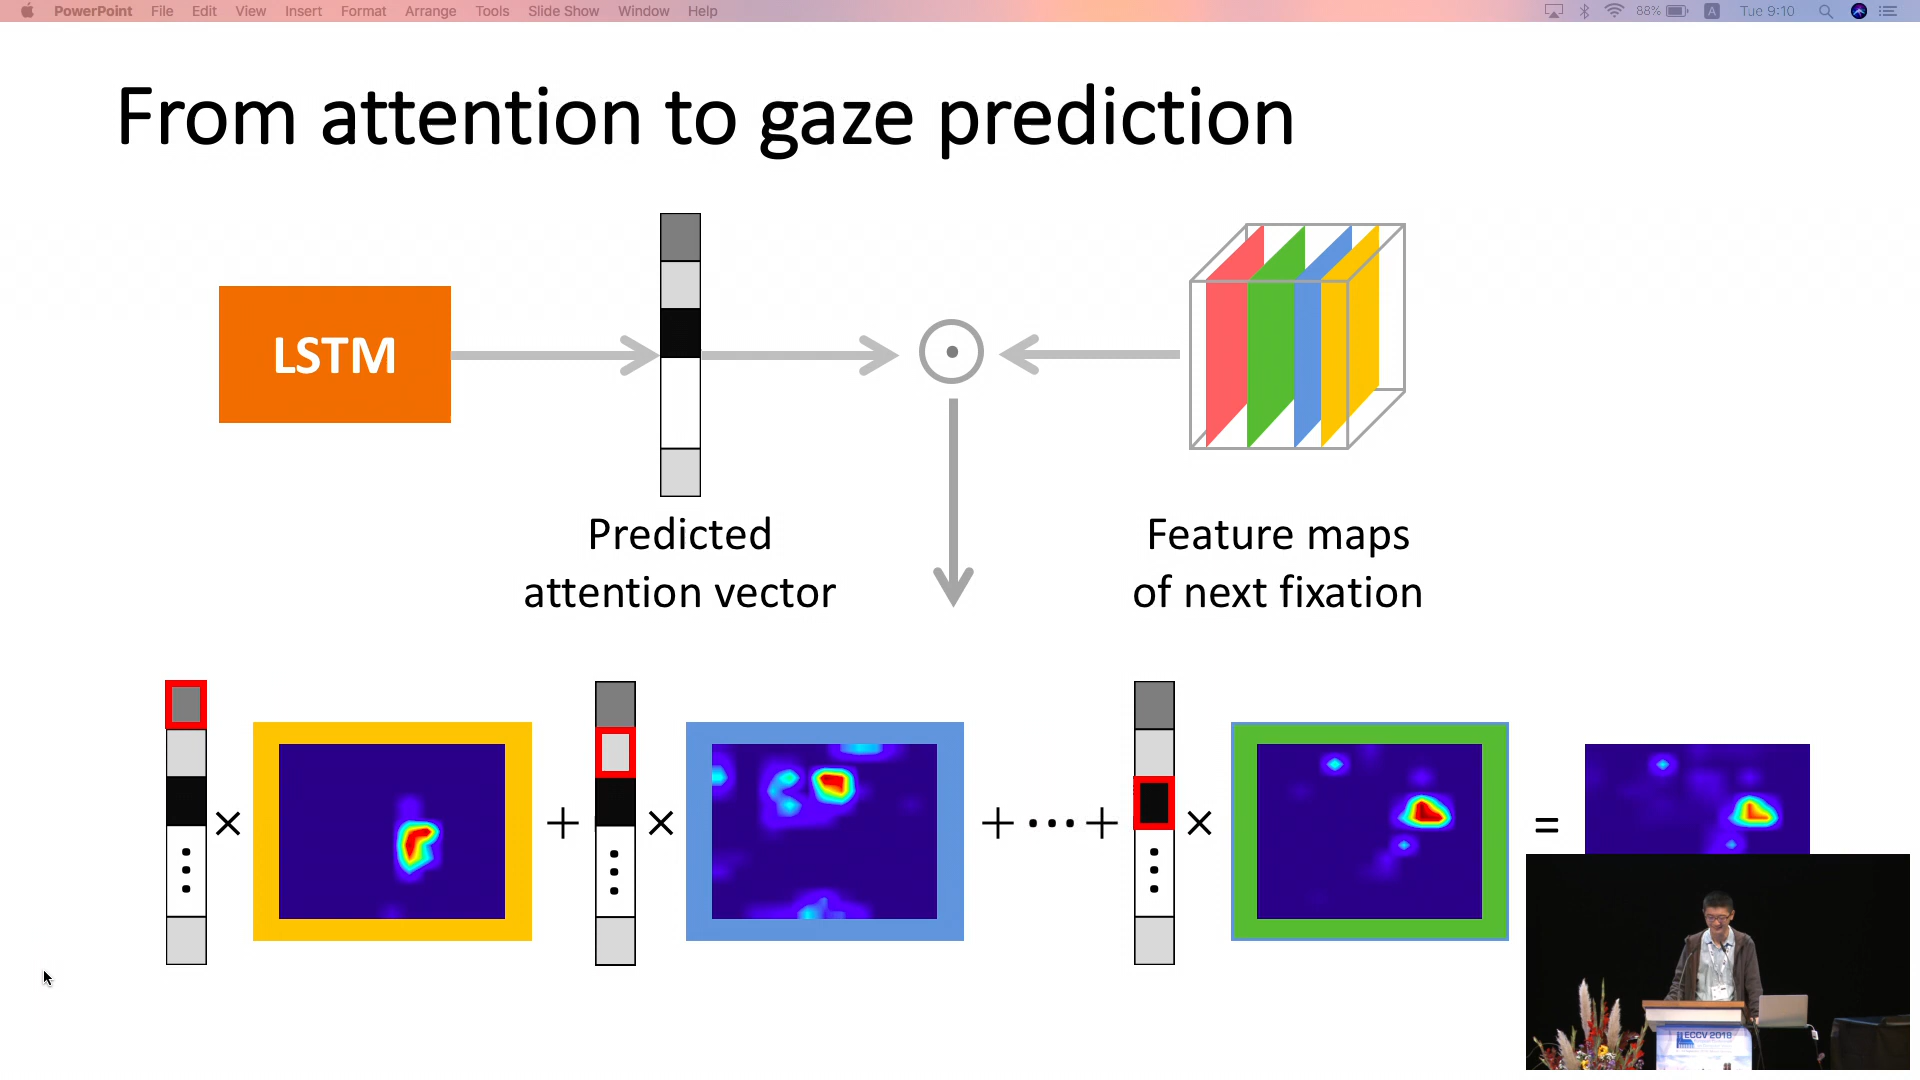 PowerPoint File Edit View Insert Format Arrange Tools Slide Show Window Help 88% A Tue 9:10
From attention to gaze prediction
LSTM
Predicted
attention vector
Feature maps
of next fixation
× + × + ··· + × =
ECCV 2018